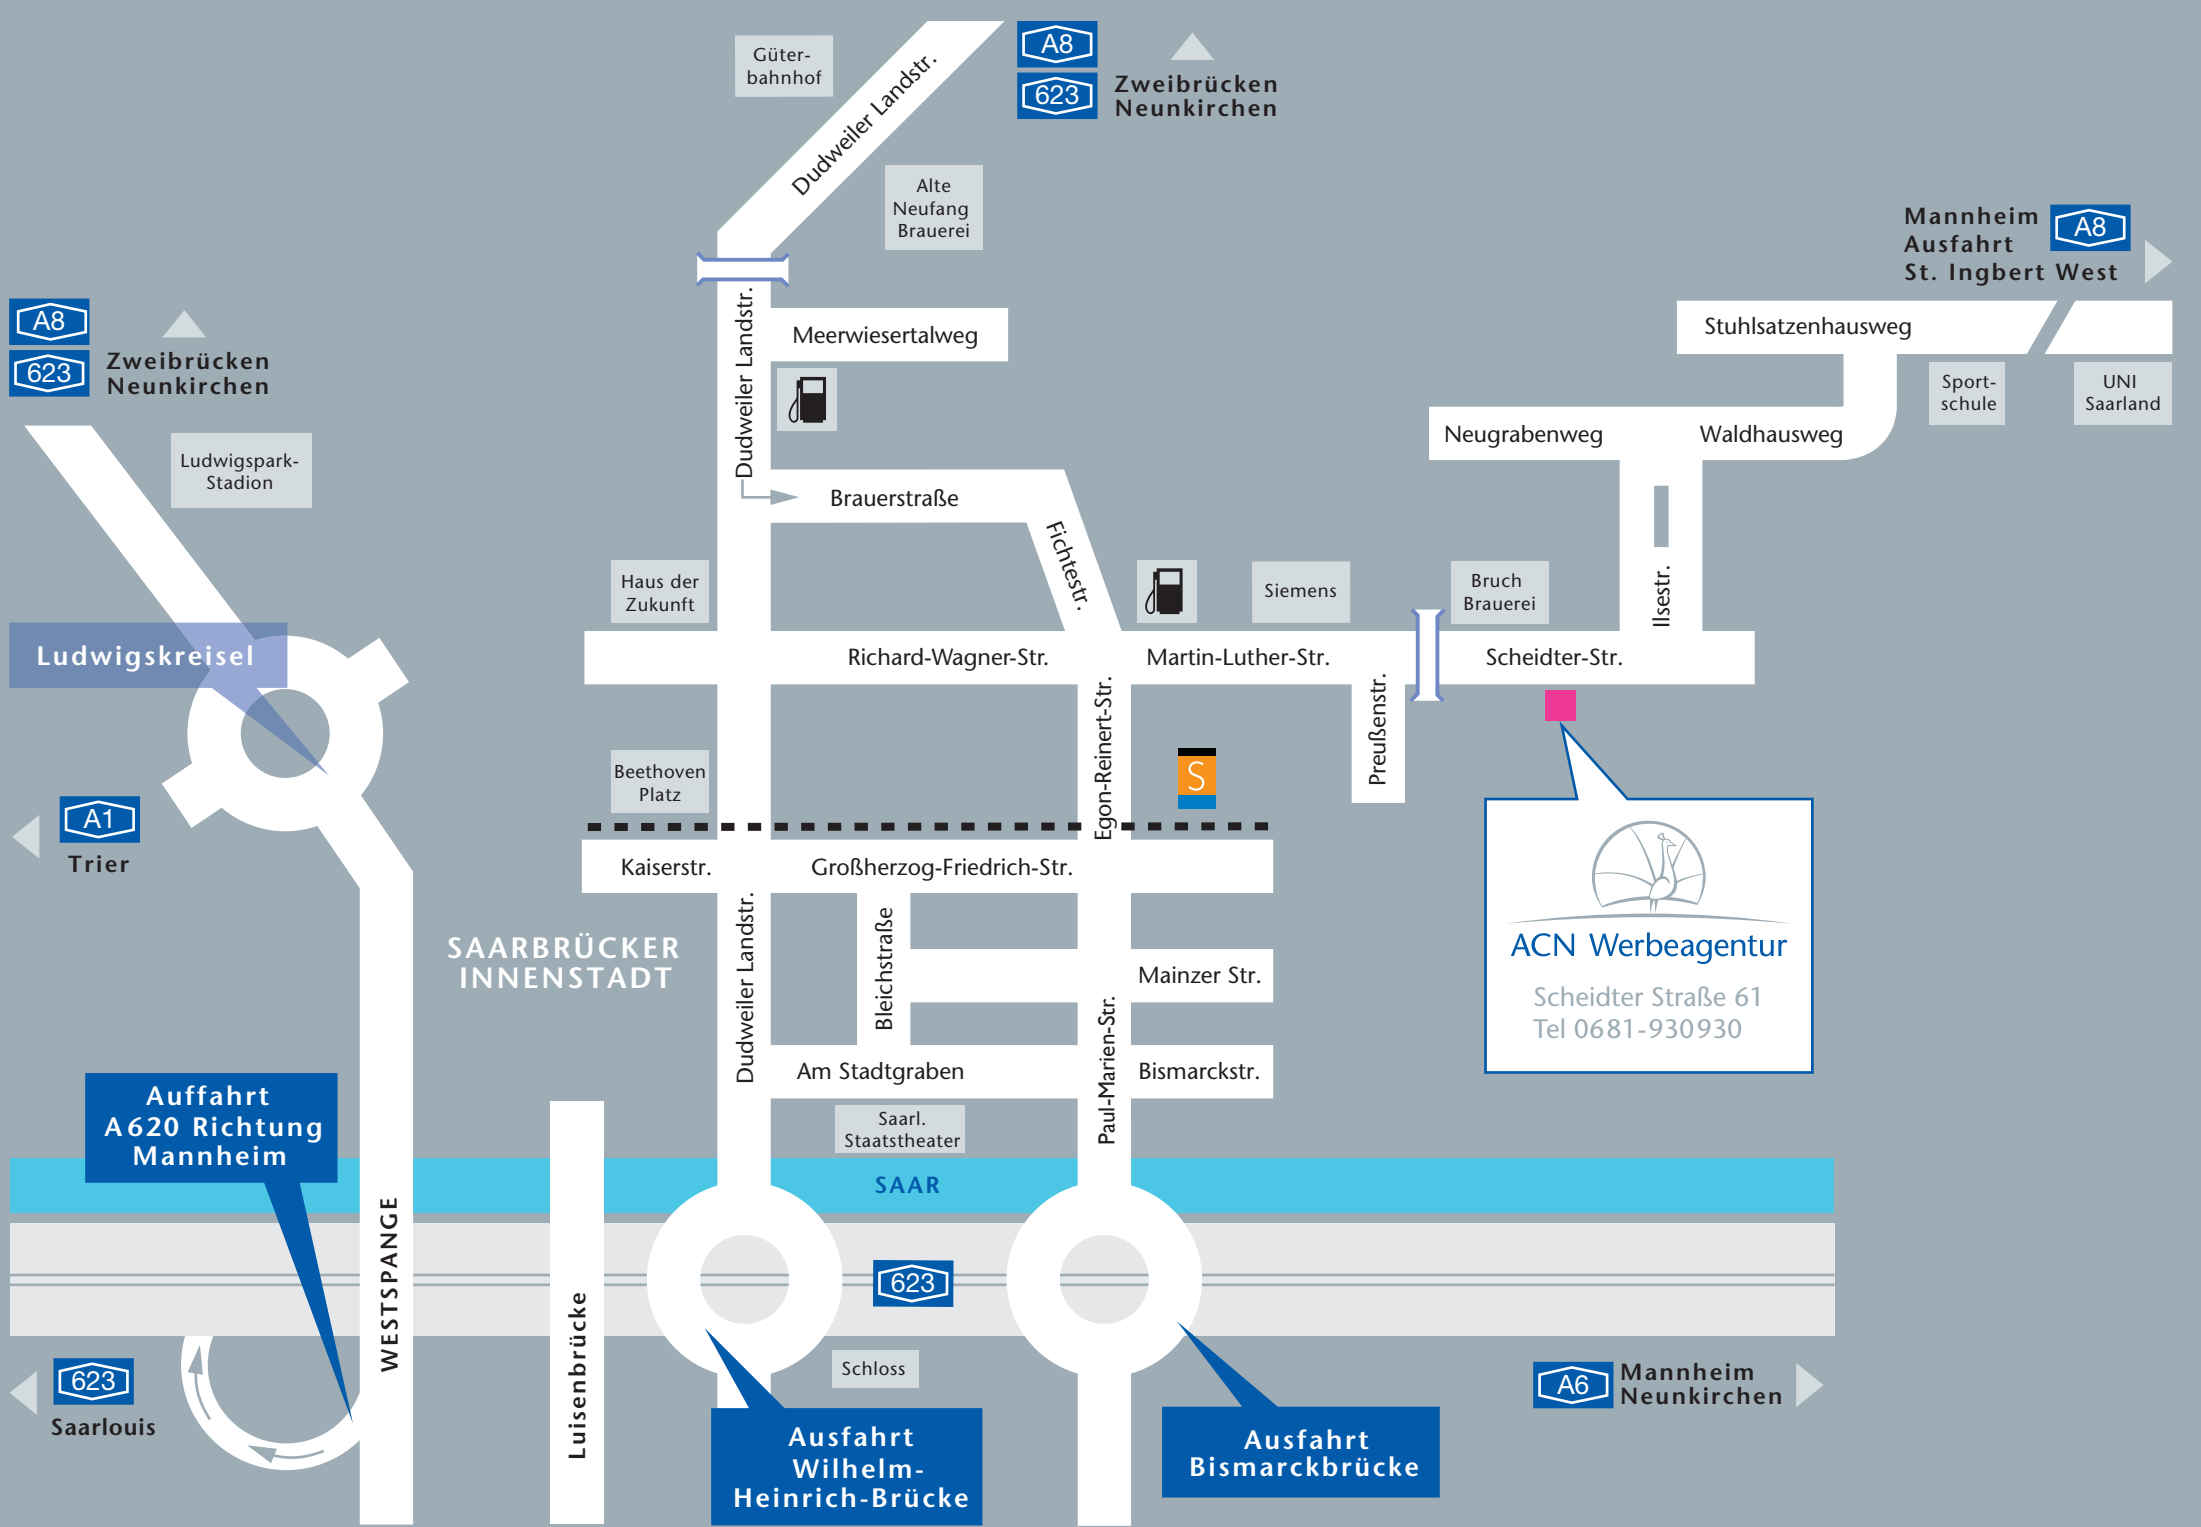 Güter-
bahnhof
Dudweiler Landstr.
A8
623
Zweibrücken
Neunkirchen
Alte
Neufang
Brauerei
Mannheim
Ausfahrt
St. Ingbert West
A8
A8
623
Zweibrücken
Neunkirchen
Dudweiler Landstr.
Meerwiesertalweg
Stuhlsatzenhausweg
Sport-
schule
UNI
Saarland
Ludwigspark-
Stadion
Neugrabenweg
Waldhausweg
Brauerstraße
Fichtestr.
Haus der
Zukunft
Siemens
Bruch
Brauerei
Ilsestr.
Ludwigskreisel
Richard-Wagner-Str.
Martin-Luther-Str.
Scheidter-Str.
Egon-Reinert-Str.
Preußenstr.
Beethoven
Platz
S
A1
Trier
Kaiserstr.
Großherzog-Friedrich-Str.
SAARBRÜCKER
INNENSTADT
Dudweiler Landstr.
Bleichstraße
Mainzer Str.
Paul-Marien-Str.
ACN Werbeagentur
Scheidter Straße 61
Tel 0681-930930
Am Stadtgraben
Bismarckstr.
Auffahrt
A620 Richtung
Mannheim
Saarl.
Staatstheater
SAAR
WESTSPANGE
Luisenbrücke
623
Schloss
623
Saarlouis
A6
Mannheim
Neunkirchen
Ausfahrt
Wilhelm-
Heinrich-Brücke
Ausfahrt
Bismarckbrücke